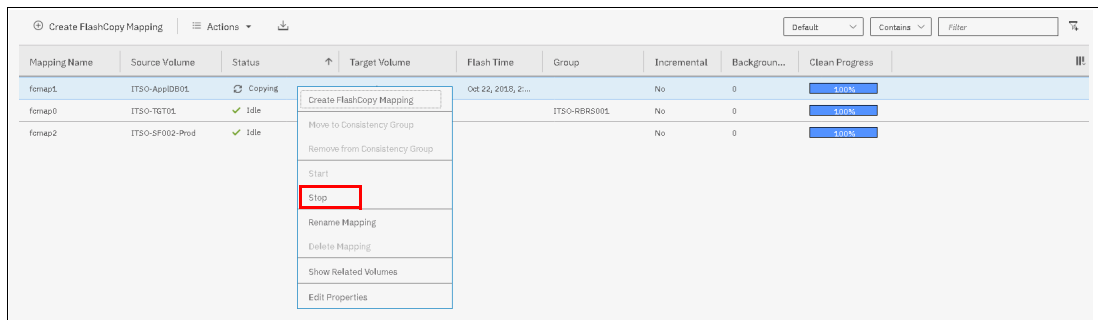 Create FlashCopy Mapping Actions Default Contains Filter
Mapping Name Source Volume Status Target Volume Flash Time Group Incremental Backgroun... Clean Progress
fcmap1 ITSO-ApplDB01 Copying Oct 22, 2018, 2:... No 0 100%
fcmap0 ITSO-TGT01 Idle ITSO-RBRS001 No 0 100%
fcmap2 ITSO-SF002-Prod Idle No 0 100%
Create FlashCopy Mapping
Move to Consistency Group
Remove from Consistency Group
Start
Stop
Rename Mapping
Delete Mapping
Show Related Volumes
Edit Properties